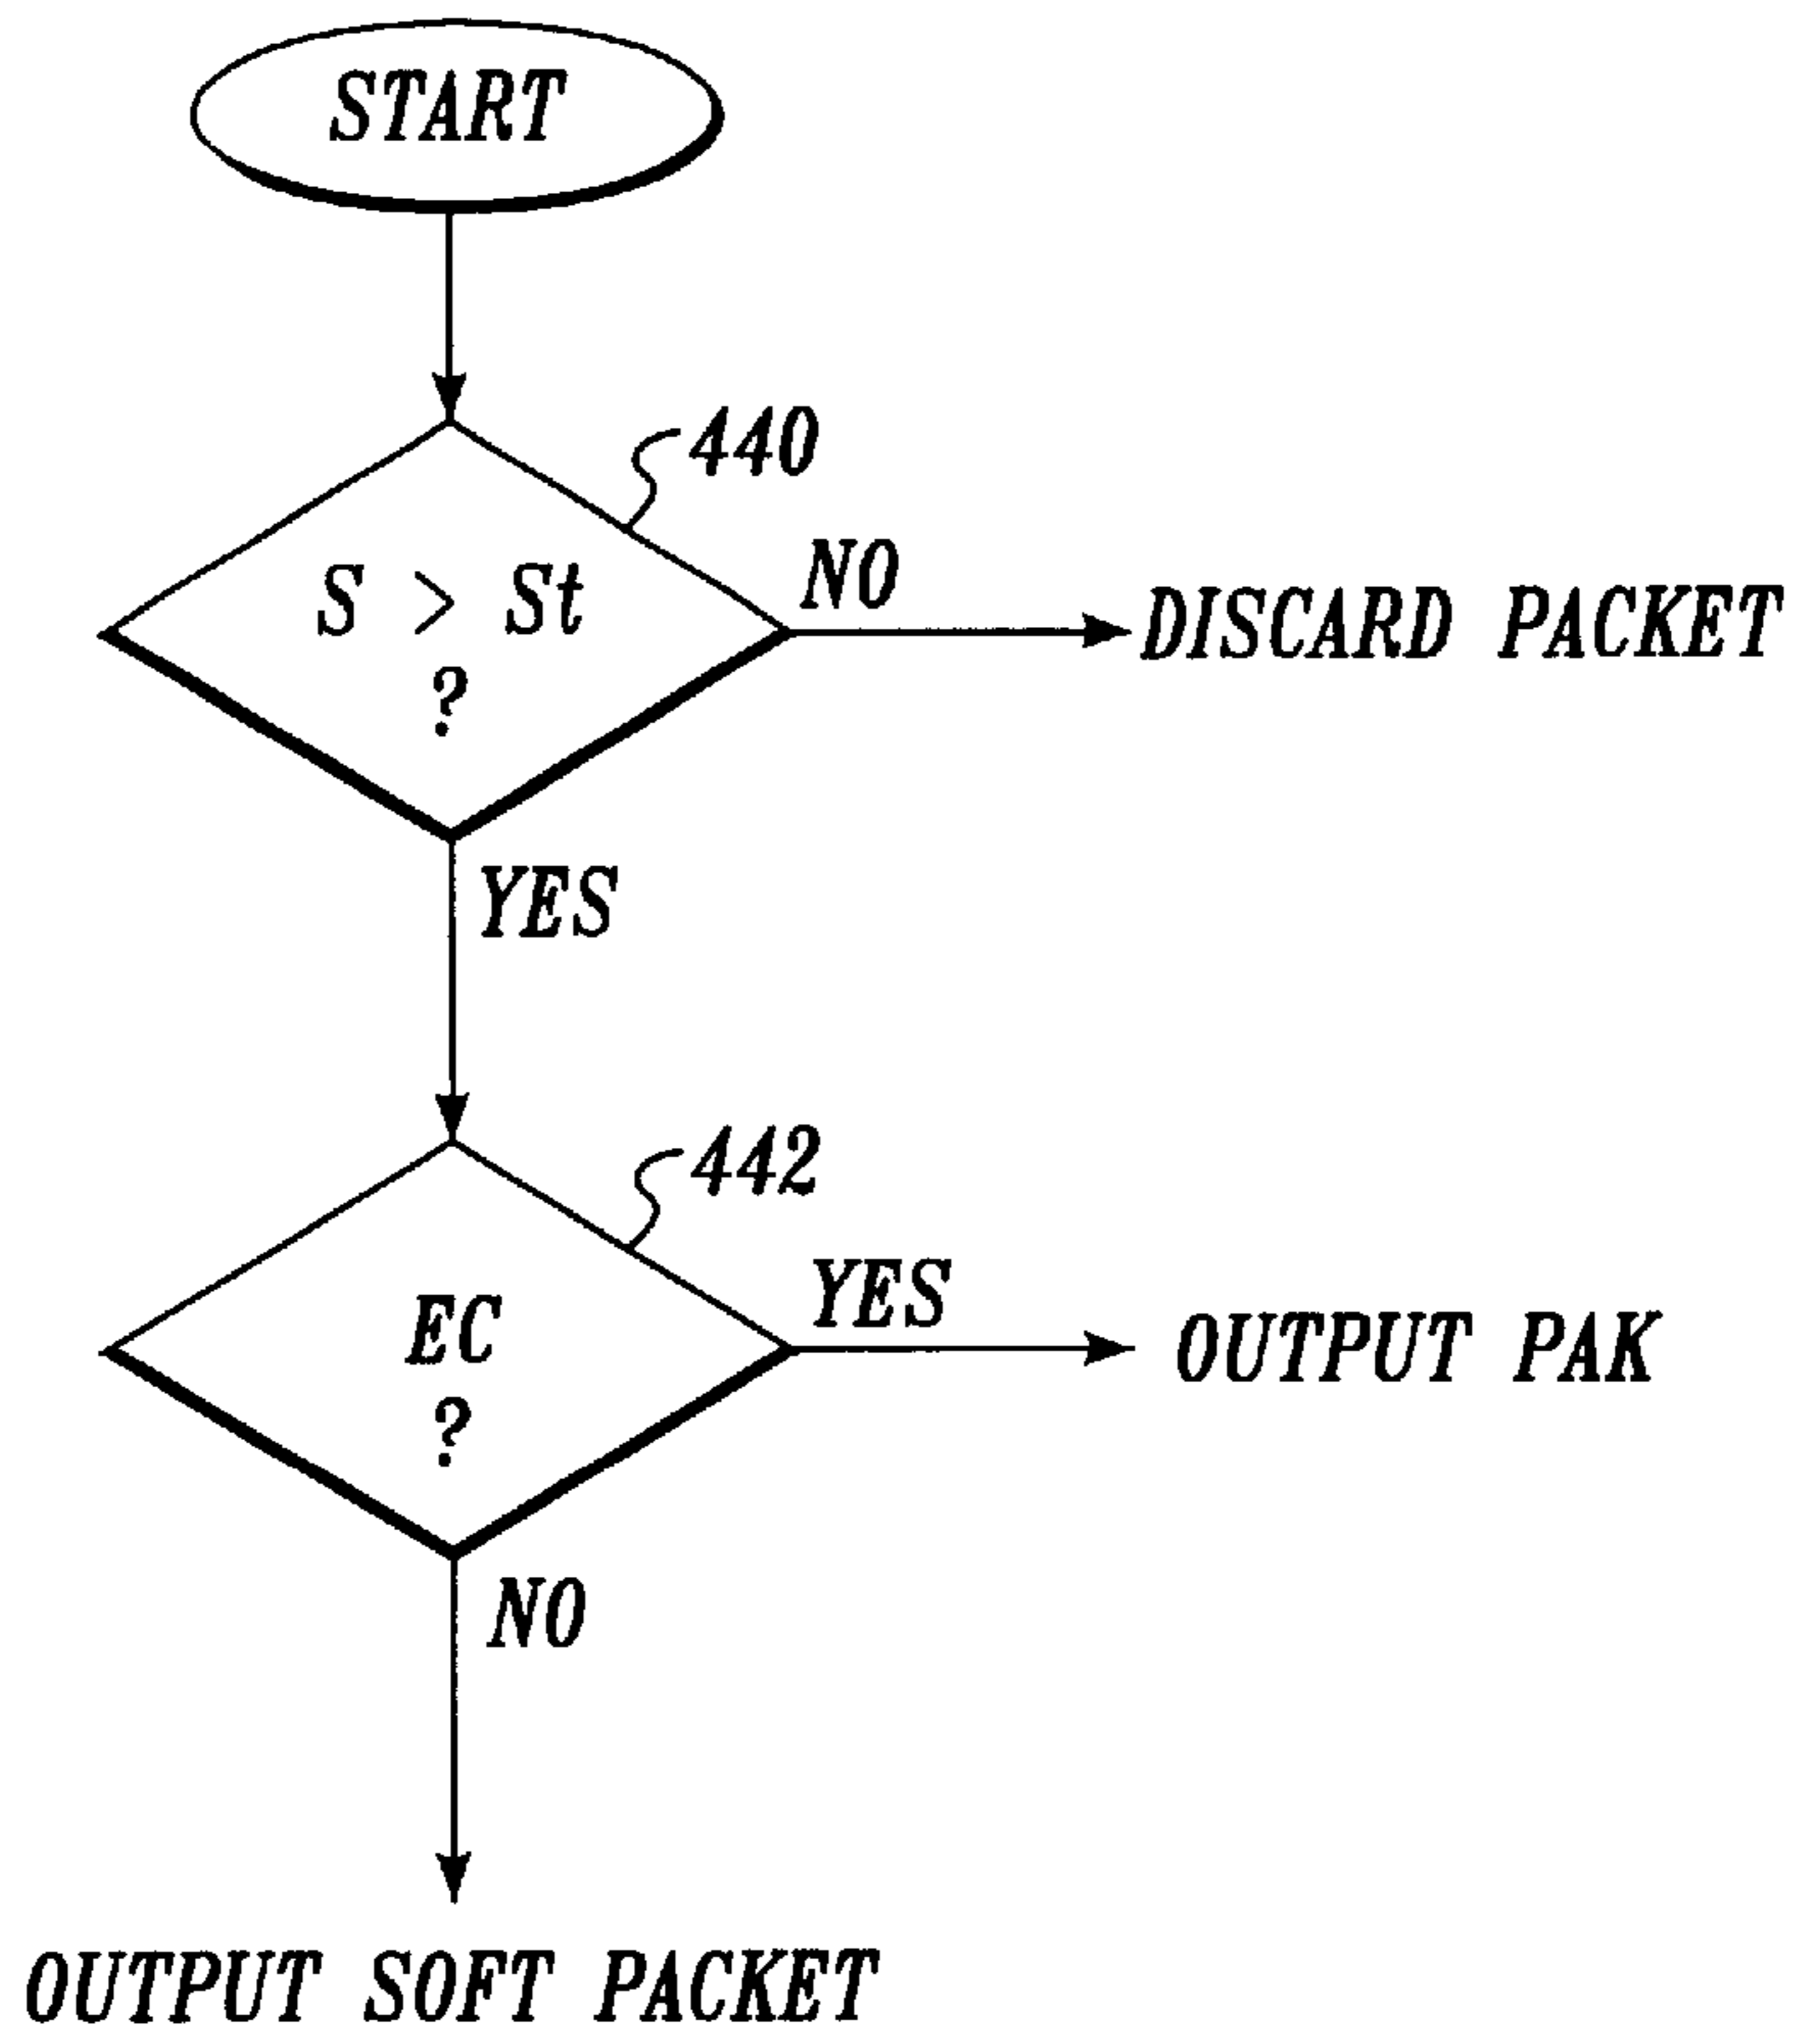 START
440
S > St
?
NO
DISCARD PACKET
YES
442
EC
?
YES
OUTPUT PAK
NO
OUTPUT SOFT PACKET